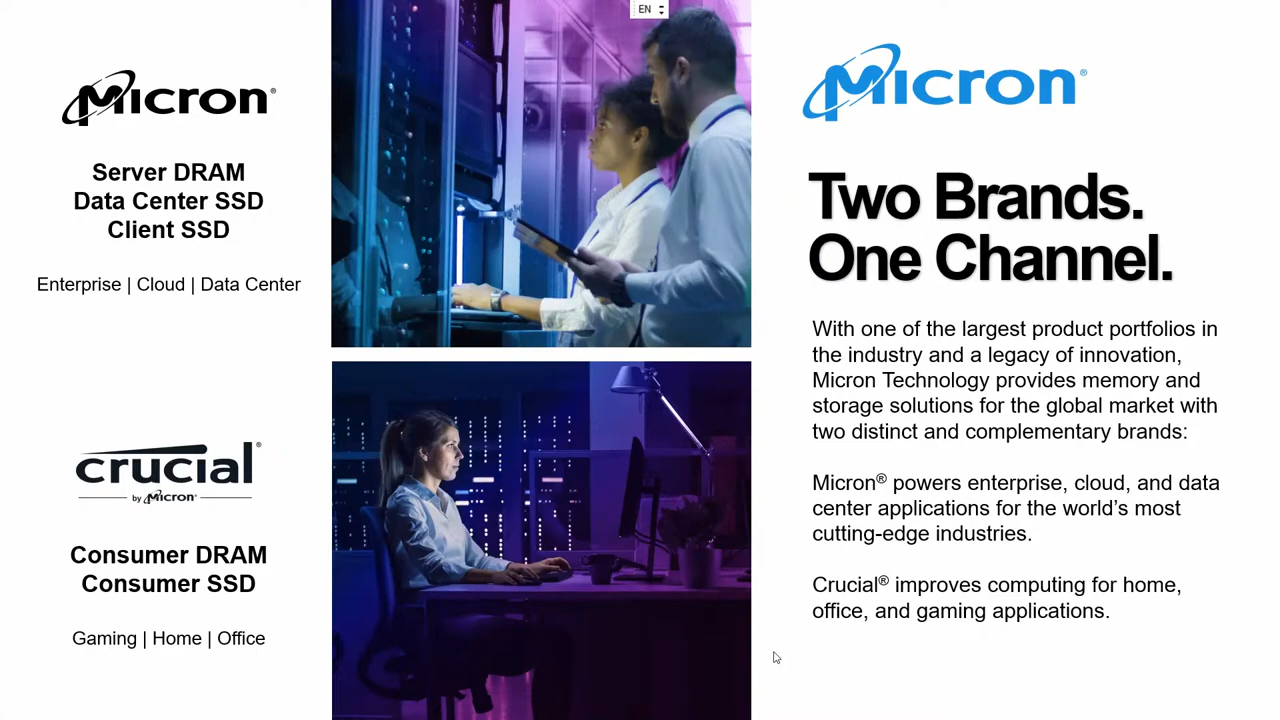 EN
Micron®
Server DRAM
Data Center SSD
Client SSD
Enterprise | Cloud | Data Center
crucial®
by Micron®
Consumer DRAM
Consumer SSD
Gaming | Home | Office
Micron®
Two Brands.
One Channel.
With one of the largest product portfolios in
the industry and a legacy of innovation,
Micron Technology provides memory and
storage solutions for the global market with
two distinct and complementary brands:
Micron® powers enterprise, cloud, and data
center applications for the world’s most
cutting-edge industries.
Crucial® improves computing for home,
office, and gaming applications.